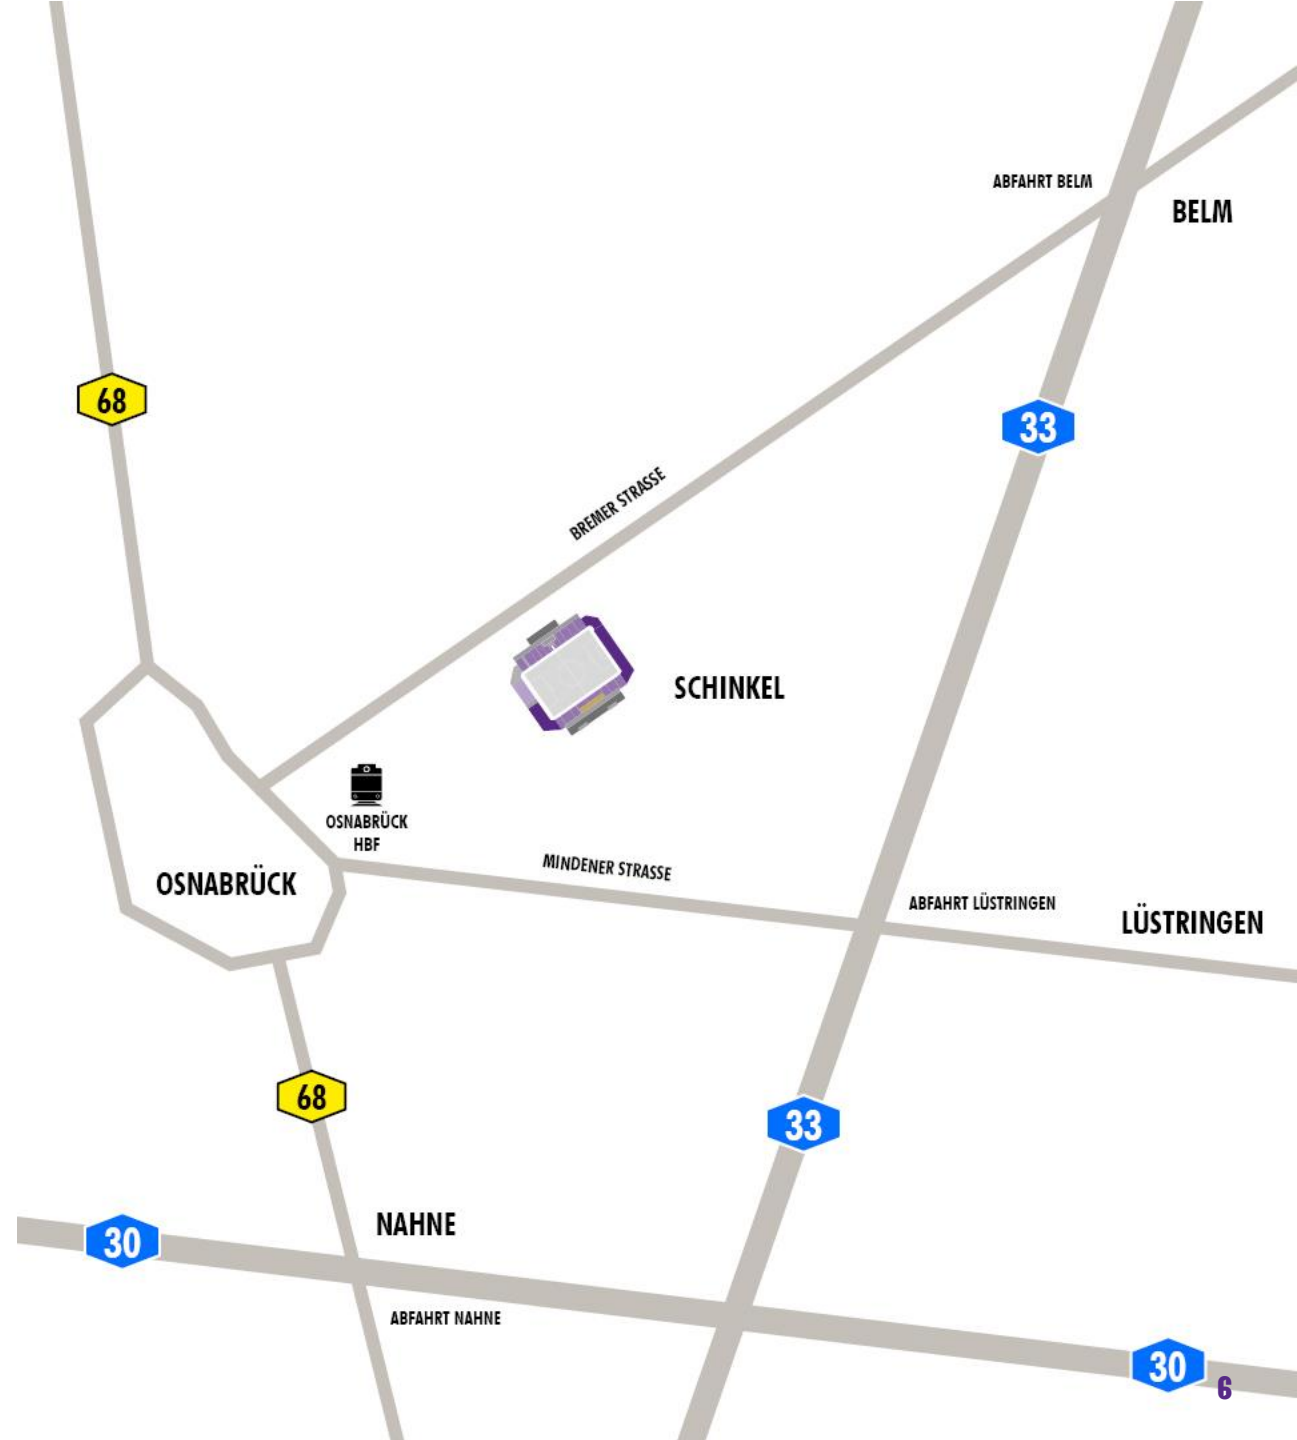 ABFAHRT BELM
BELM
68
33
BREMER STRASSE
SCHINKEL
OSNABRÜCK
HBF
MINDENER STRASSE
OSNABRÜCK
ABFAHRT LÜSTRINGEN
LÜSTRINGEN
68
33
NAHNE
30
ABFAHRT NAHNE
30
6